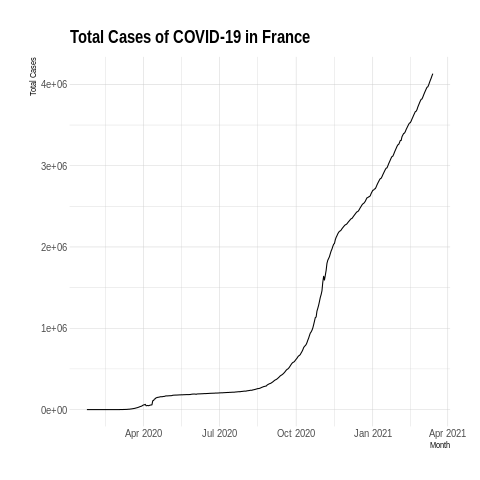 Total Cases of COVID-19 in France
Total Cases
4e+06
3e+06
2e+06
1e+06
0e+00
Apr 2020 Jul 2020 Oct 2020 Jan 2021 Apr 2021
Month